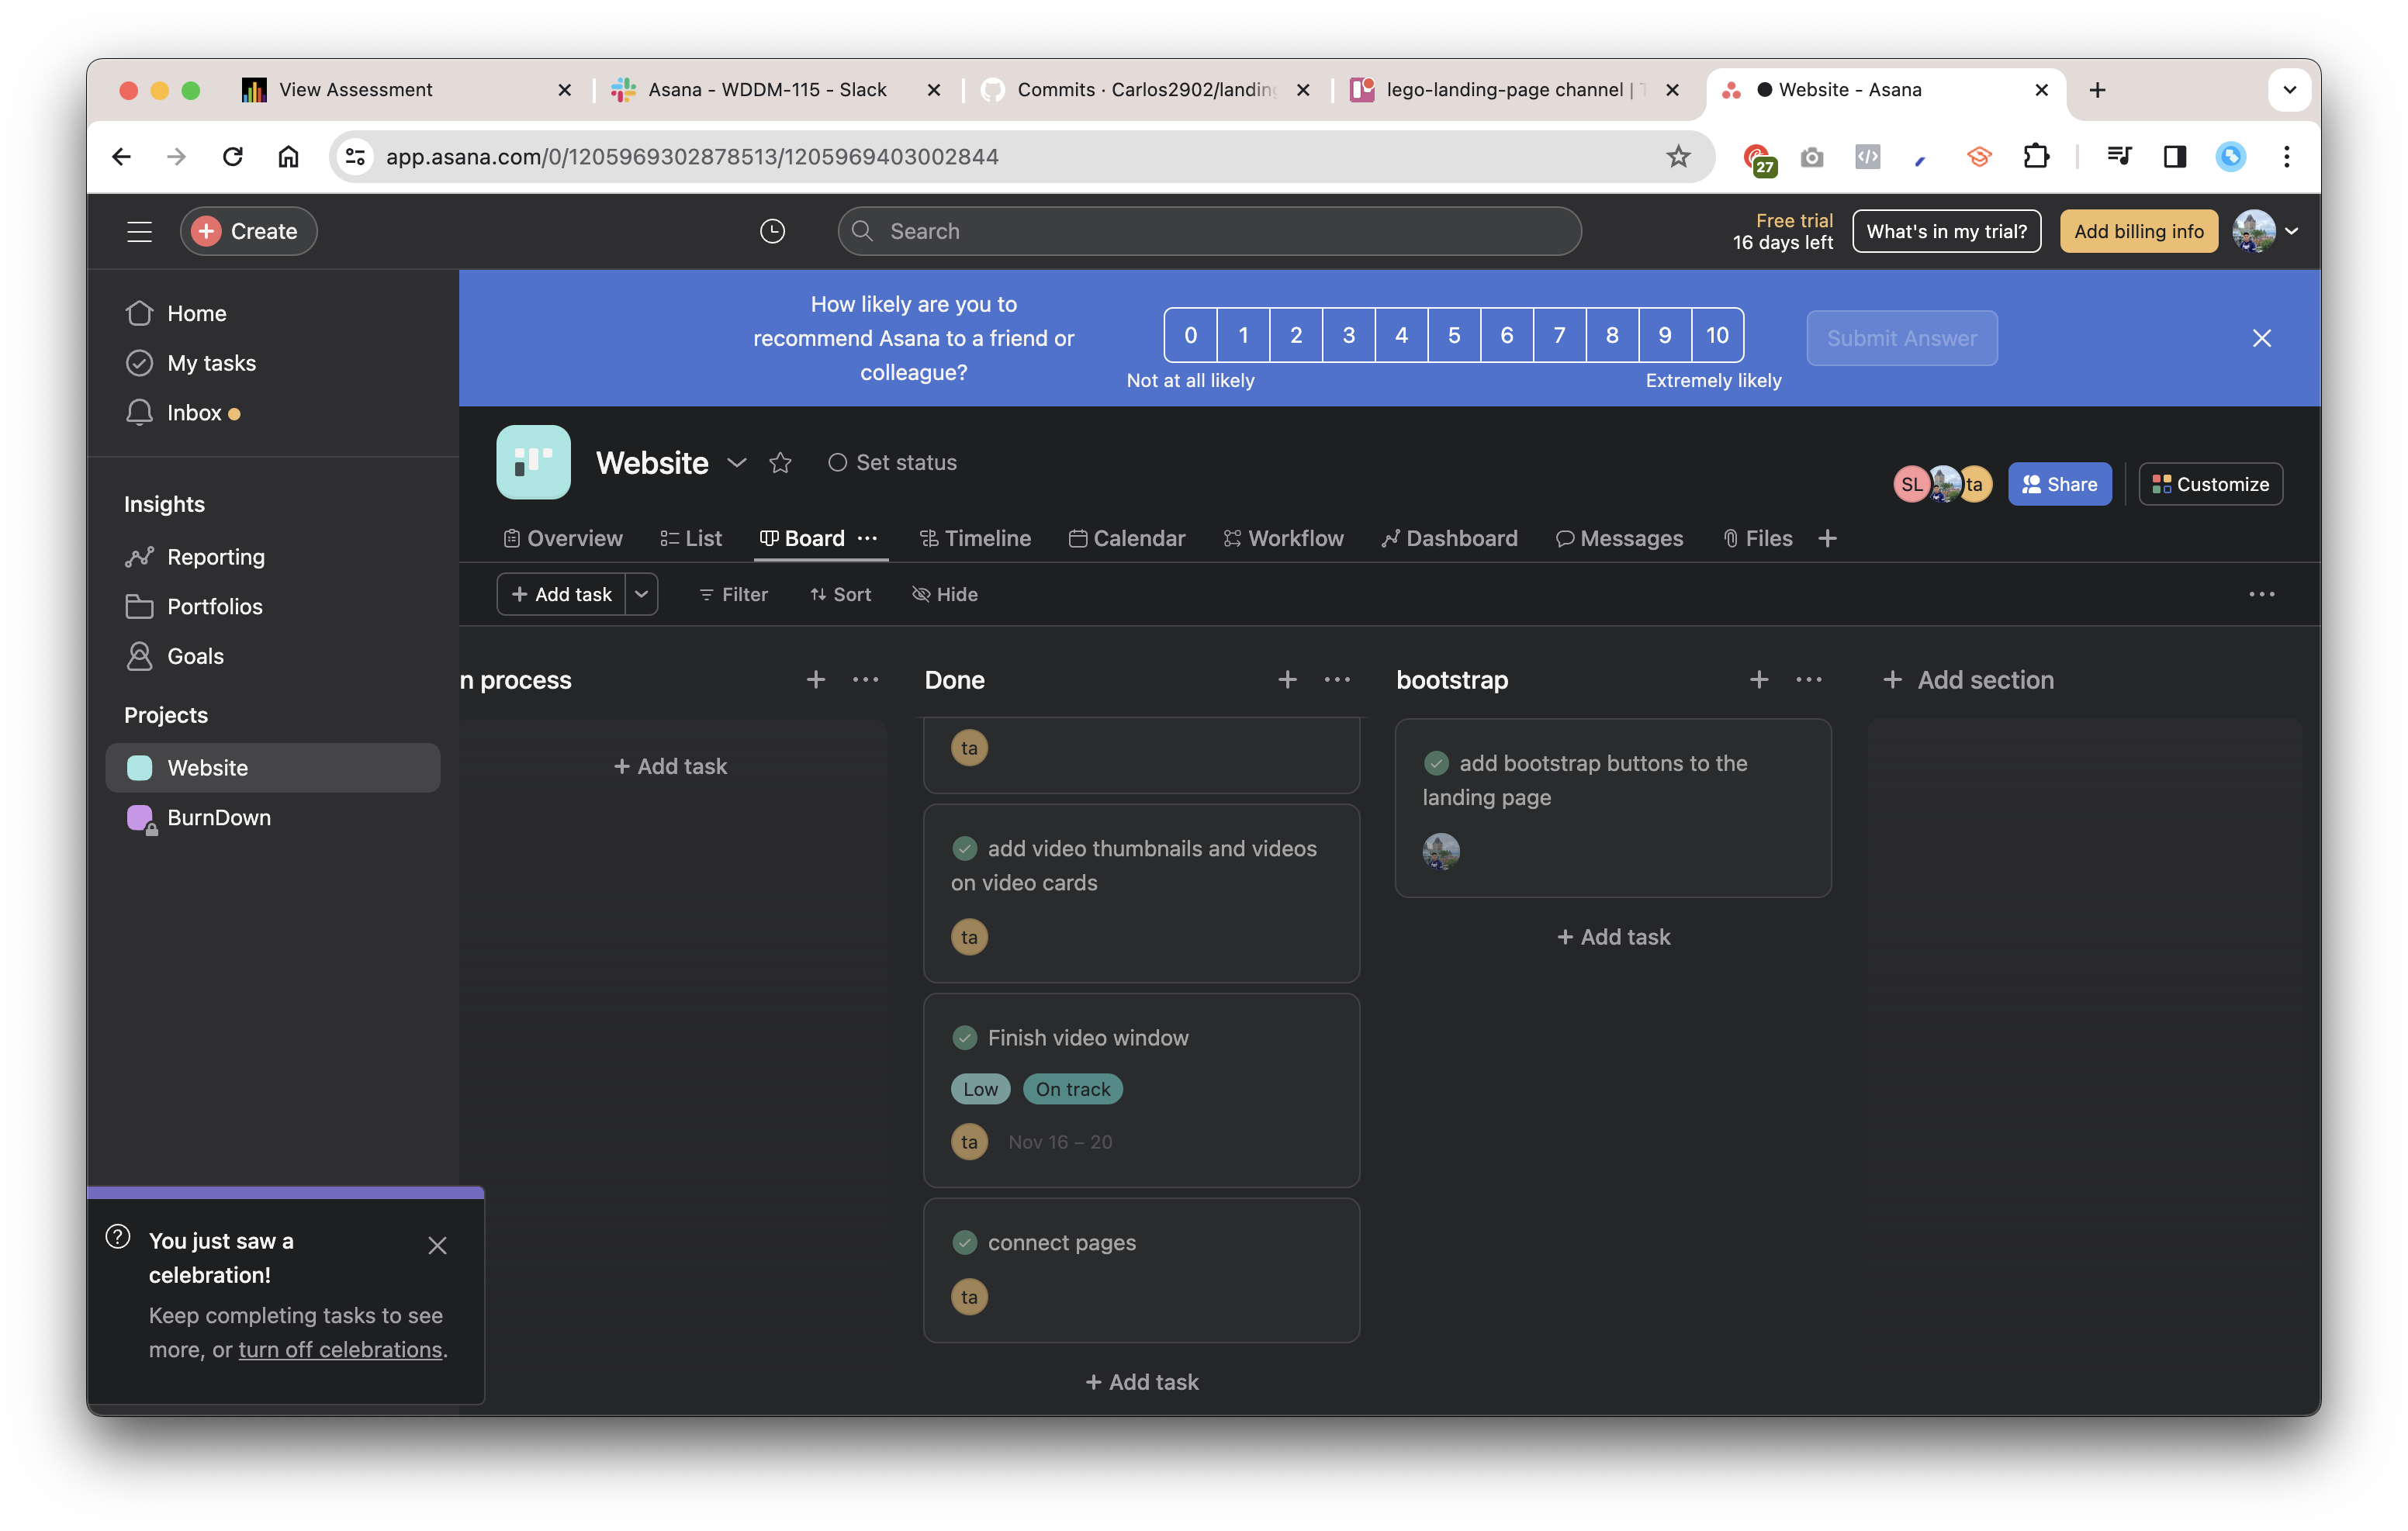 View Assessment
Asana - WDDM-115 - Slack
Commits · Carlos2902/landing
lego-landing-page channel |
Website - Asana
app.asana.com/0/1205969302878513/1205969403002844
27
Create
Search
Free trial
16 days left
What's in my trial?
Add billing info
Home
My tasks
Inbox
Insights
Reporting
Portfolios
Goals
Projects
Website
BurnDown
How likely are you to
recommend Asana to a friend or
colleague?
0 1 2 3 4 5 6 7 8 9 10
Not at all likely
Extremely likely
Submit Answer
Website
Set status
SL
ta
Share
Customize
Overview
List
Board
Timeline
Calendar
Workflow
Dashboard
Messages
Files
+ Add task
Filter
Sort
Hide
n process
+ Add task
Done
ta
add video thumbnails and videos
on video cards
ta
Finish video window
Low
On track
ta
Nov 16 – 20
connect pages
ta
+ Add task
bootstrap
add bootstrap buttons to the
landing page
+ Add task
+ Add section
You just saw a
celebration!
Keep completing tasks to see
more, or turn off celebrations.